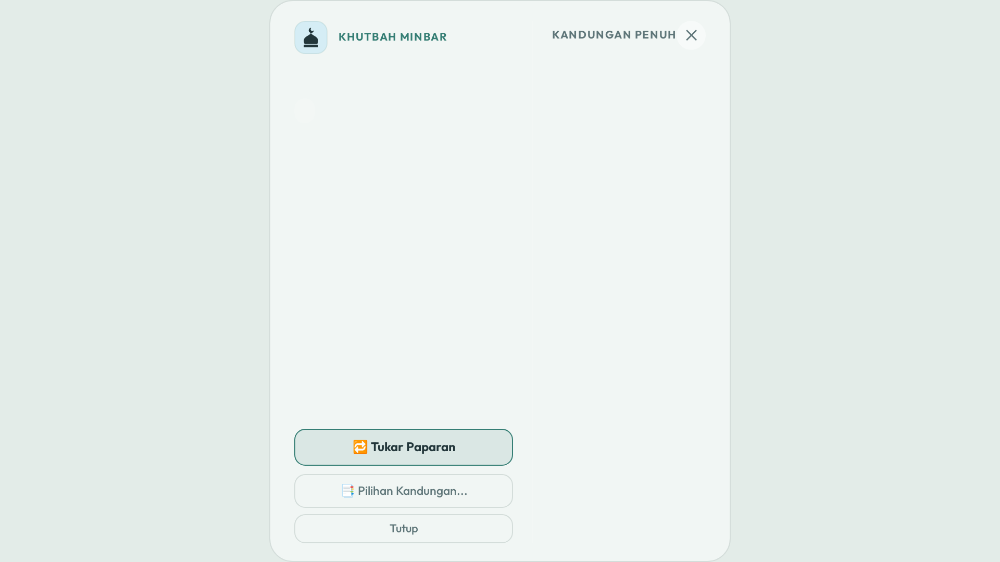 KHUTBAH MINBAR
KANDUNGAN PENUH
🔁 Tukar Paparan
📑 Pilihan Kandungan...
Tutup